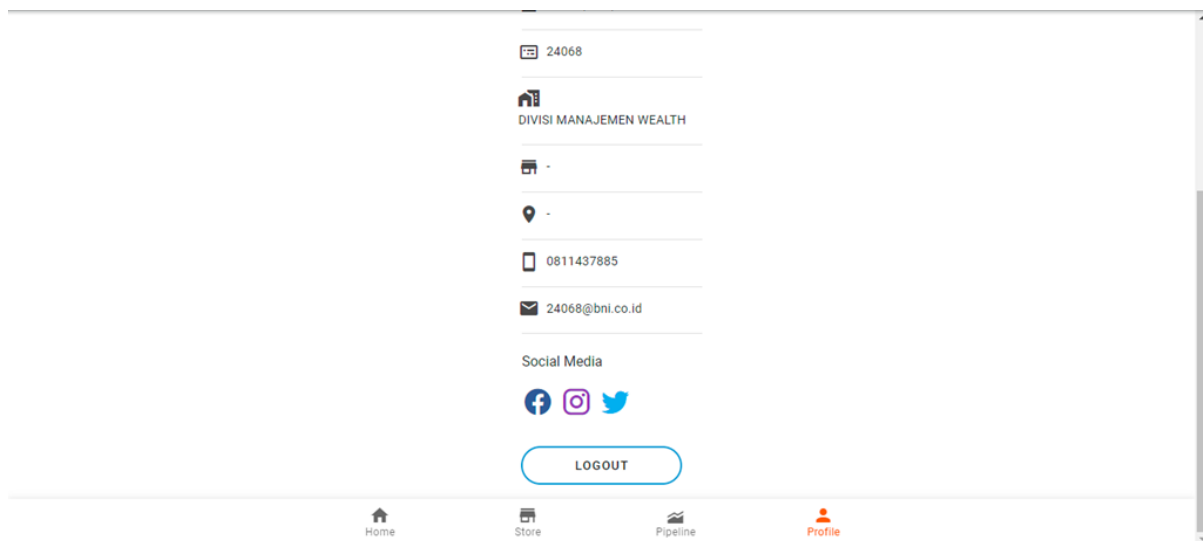 24068
DIVISI MANAJEMEN WEALTH
-
-
0811437885
24068@bni.co.id
Social Media
LOGOUT
Home
Store
Pipeline
Profile